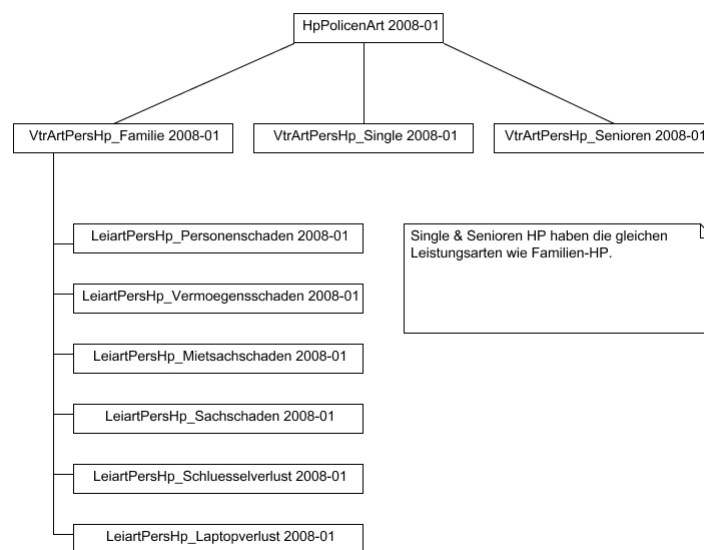 HpPolicenArt 2008-01
VtrArtPersHp_Familie 2008-01
VtrArtPersHp_Single 2008-01
VtrArtPersHp_Senioren 2008-01
LeiartPersHp_Personenschaden 2008-01
Single & Senioren HP haben die gleichen
Leistungsarten wie Familien-HP.
LeiartPersHp_Vermoegensschaden 2008-01
LeiartPersHp_Mietsachschaden 2008-01
LeiartPersHp_Sachschaden 2008-01
LeiartPersHp_Schluesselverlust 2008-01
LeiartPersHp_Laptopverlust 2008-01